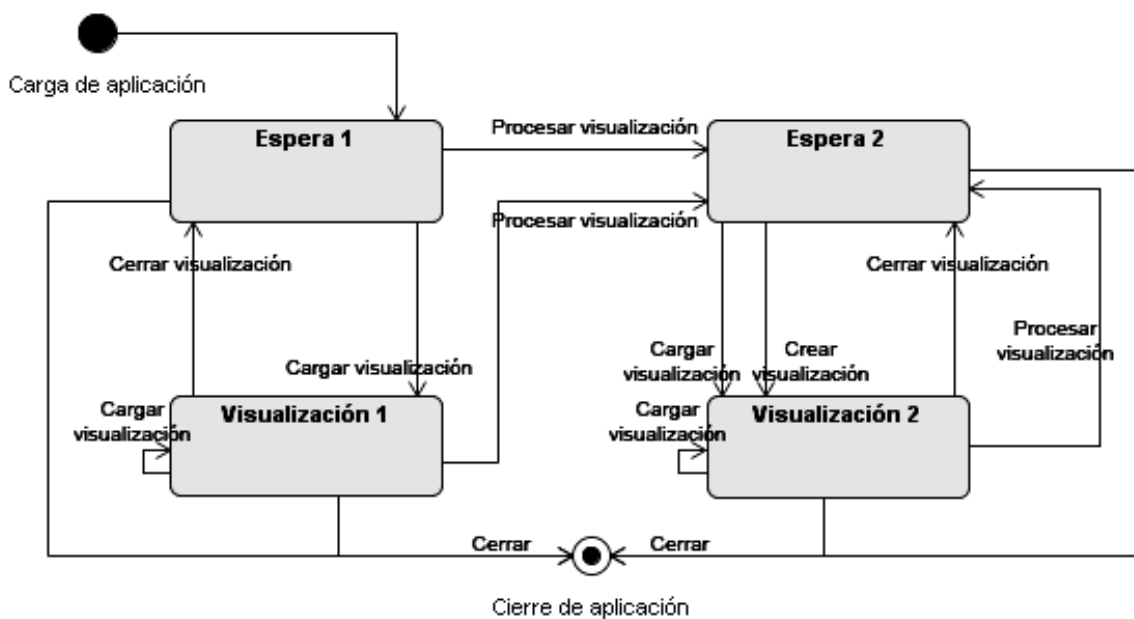 Carga de aplicación
Espera 1
Procesar visualización
Espera 2
Procesar visualización
Cerrar visualización
Cerrar visualización
Procesar
visualización
Cargar visualización
Cargar
visualización
Crear
visualización
Visualización 1
Cargar
visualización
Visualización 2
Cargar
visualización
Cerrar
Cerrar
Cierre de aplicación